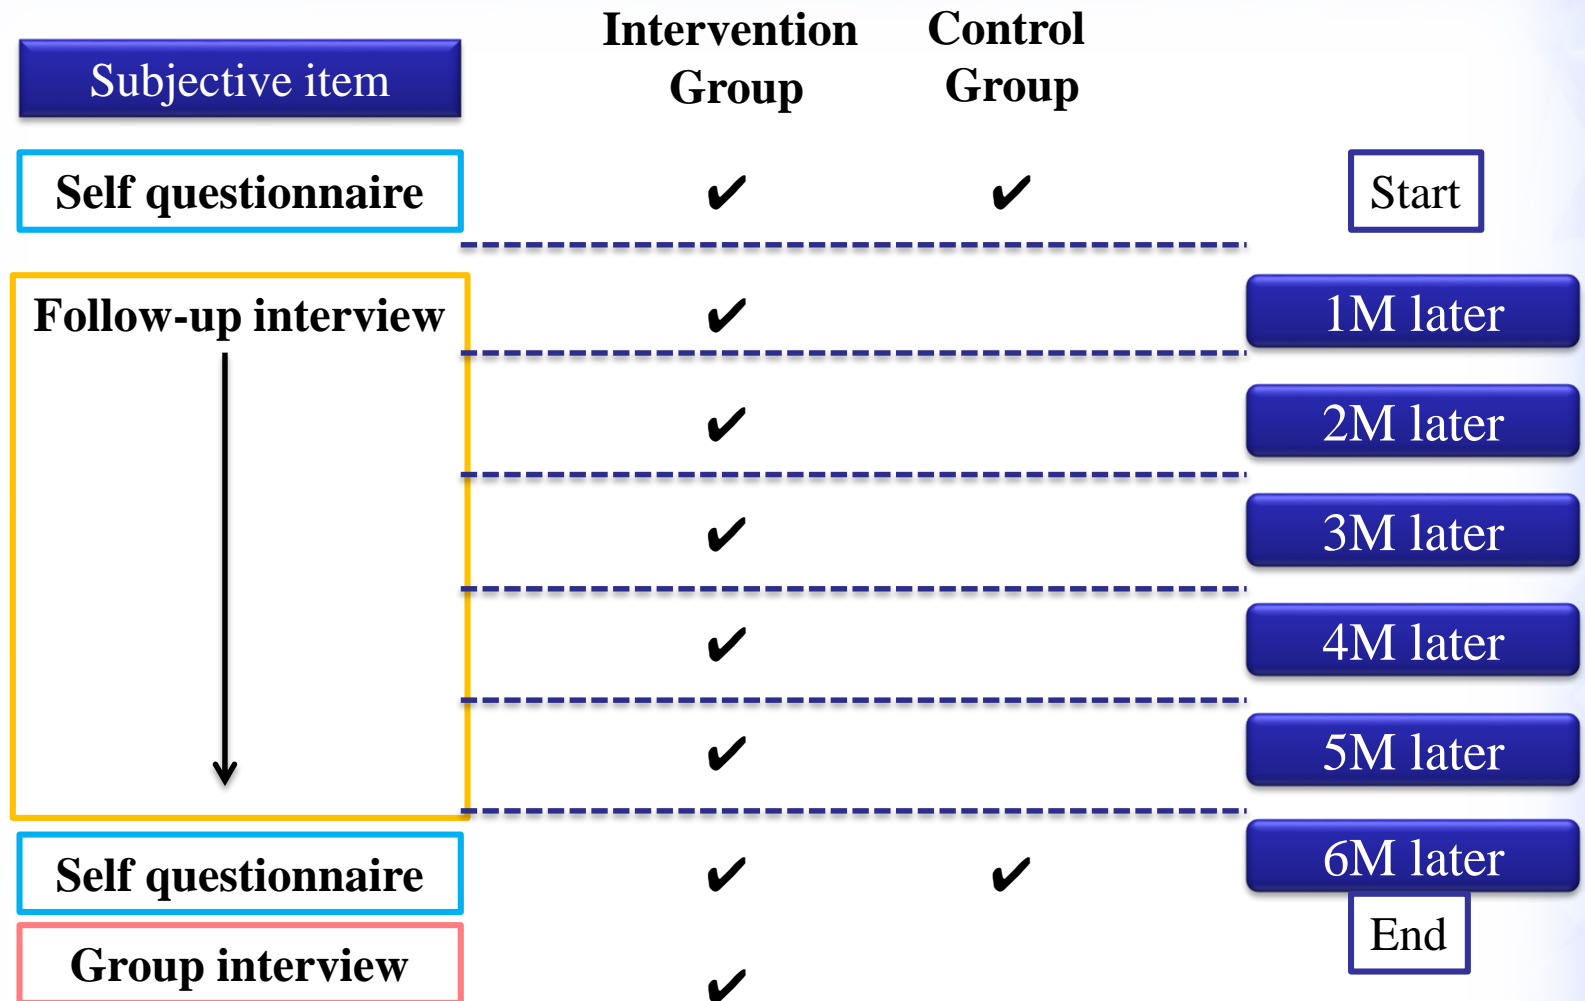 Intervention Control
Subjective item Group Group
Self questionnaire ✔ ✔ Start
Follow-up interview ✔ 1M later
✔ 2M later
✔ 3M later
✔ 4M later
✔ 5M later
Self questionnaire ✔ ✔ 6M later
End
Group interview ✔